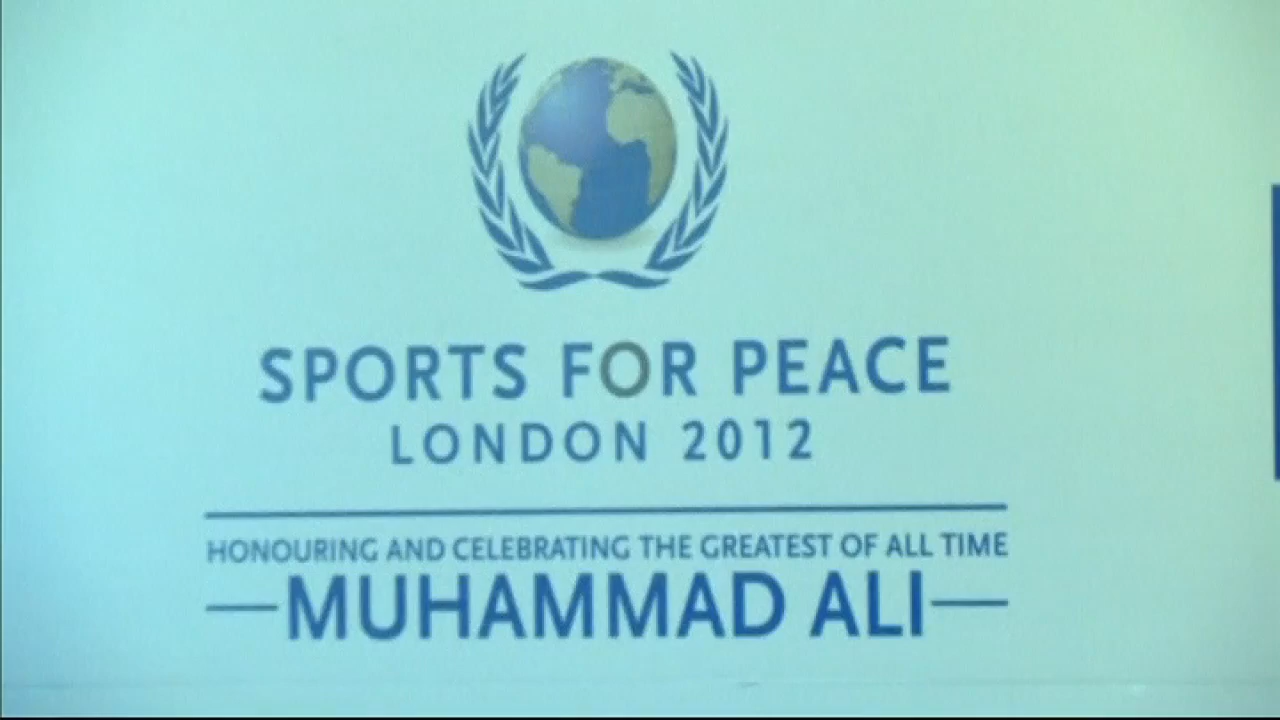 SPORTS FOR PEACE
LONDON 2012
HONOURING AND CELEBRATING THE GREATEST OF ALL TIME
MUHAMMAD ALI